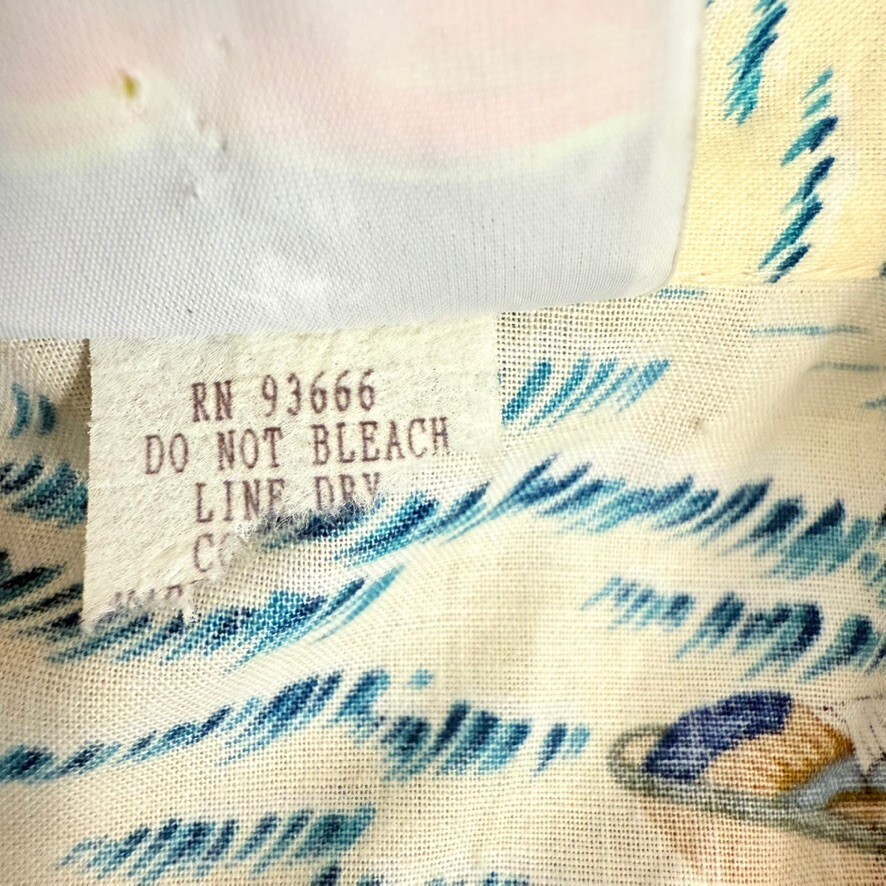 RN 93666
DO NOT BLEACH
LINE DRY